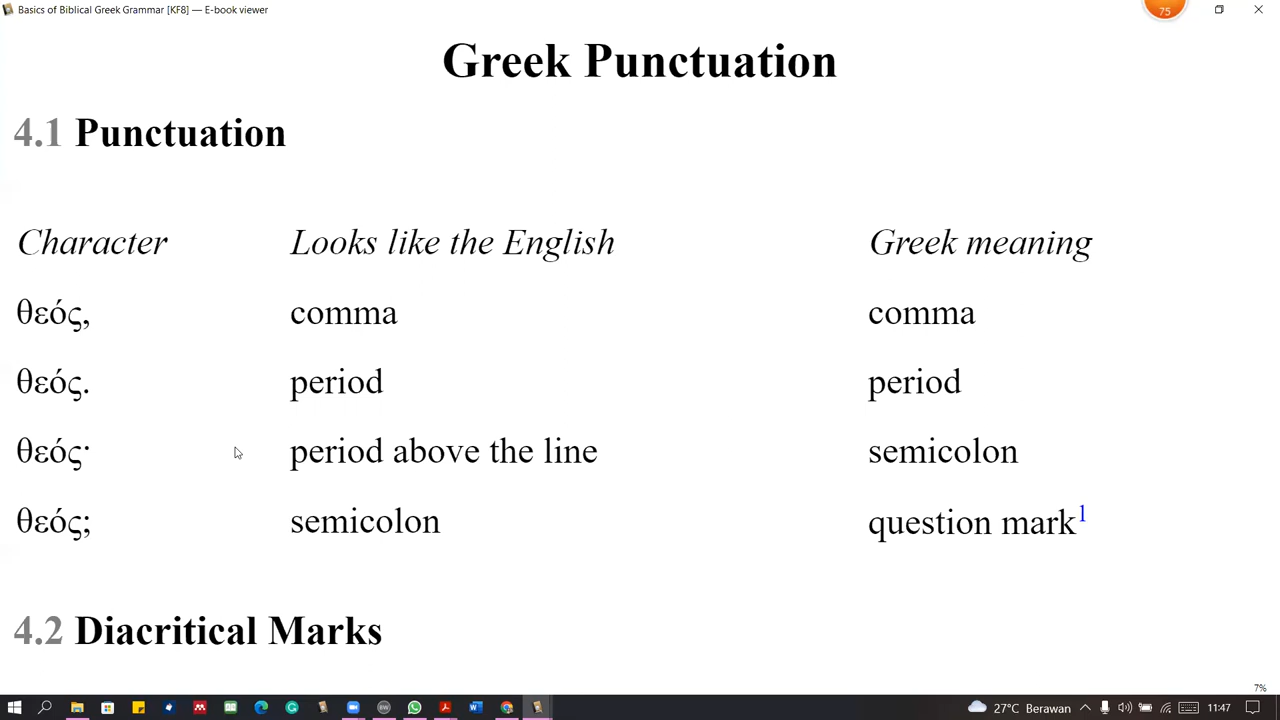 Basics of Biblical Greek Grammar [KF8] — E-book viewer
75
Greek Punctuation
4.1 Punctuation
Character Looks like the English Greek meaning
θεός, comma comma
θεός. period period
θεός· period above the line semicolon
θεός; semicolon question mark1
4.2 Diacritical Marks
7%
27°C Berawan 11:47